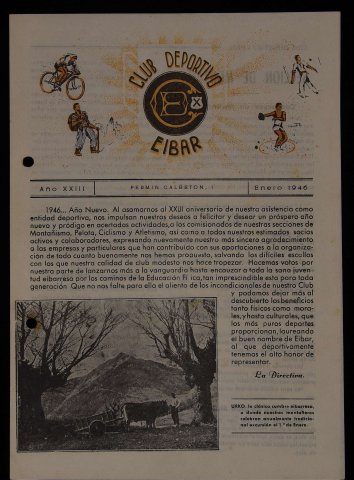 CLUB DEPORTIVO
EIBAR
Año XXIII
FERMIN CALBETON, 1
Enero 1946
1946... Año Nuevo. Al asomarnos al XXIII aniversario de nuestra existencia como
entidad deportiva, nos impulsan nuestros deseos a felicitar y desear un próspero año
nuevo y pródigo en acertadas actividades, a los comisionados de nuestras secciones de
Montañismo, Pelota, Ciclismo y Atletismo, así como a todos nuestros estimados socios
activos y colaboradores, expresando nuevamente nuestro más sincero agradecimiento
a las empresas y particulares que han contribuido con sus aportaciones a la organiza-
ción de todo cuanto buenamente nos hemos propuesto, salvando los difíciles escollos
con los que nuestra calidad de club modesto nos hace tropezar. Hacemos votos por
nuestra parte de lanzarnos más a la vanguardia hasta encauzar a toda la sana juven-
tud eibarresa por los caminos de la Educación Física, tan imprescindible esta para toda
generación Que no nos falte para ello el aliento de los incondicionales de nuestro Club
y podamos dejar más al
descubierto los beneficios
tanto físicos como mora-
les, y hasta culturales, que
los más puros deportes
proporcionan, laureando
el buen nombre de Eibar,
al que deportivamente
tenemos el alto honor de
representar.
La Directiva.
URKO: la clásica cumbre eibarresa,
a donde nuestros montañeros
celebran anualmente tradicio-
nal excursión el 1.º de Enero.